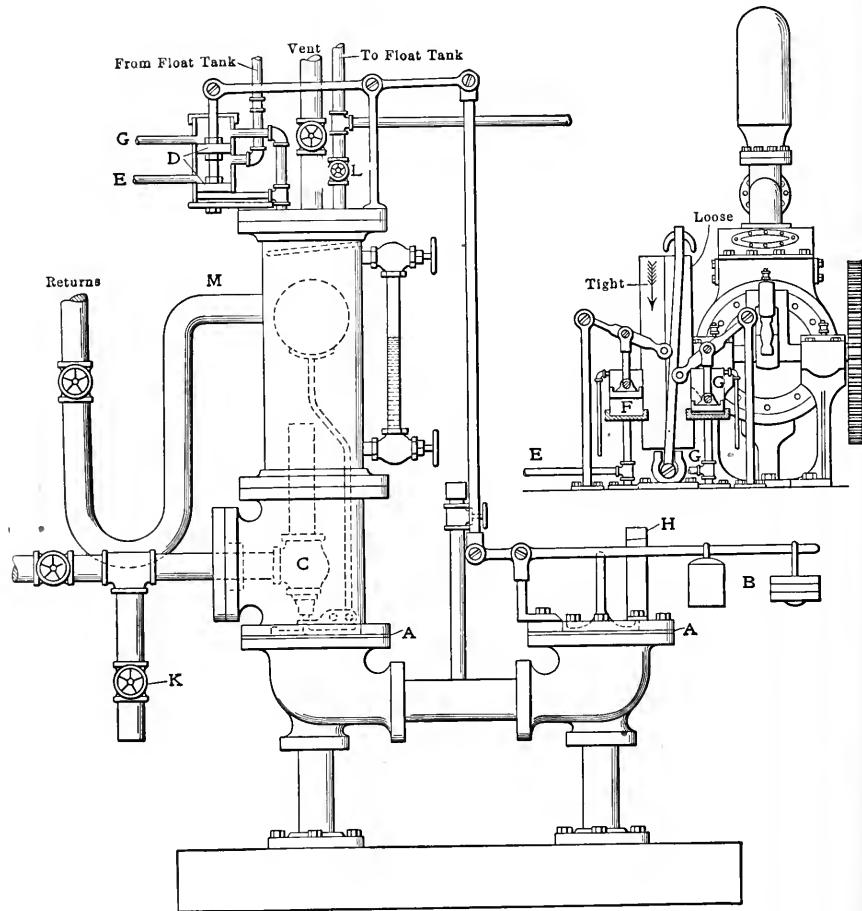 From Float Tank
Vent
To Float Tank
G
D
E
L
Returns
M
C
A
K
H
B
A
Loose
Tight
F
G
E
G